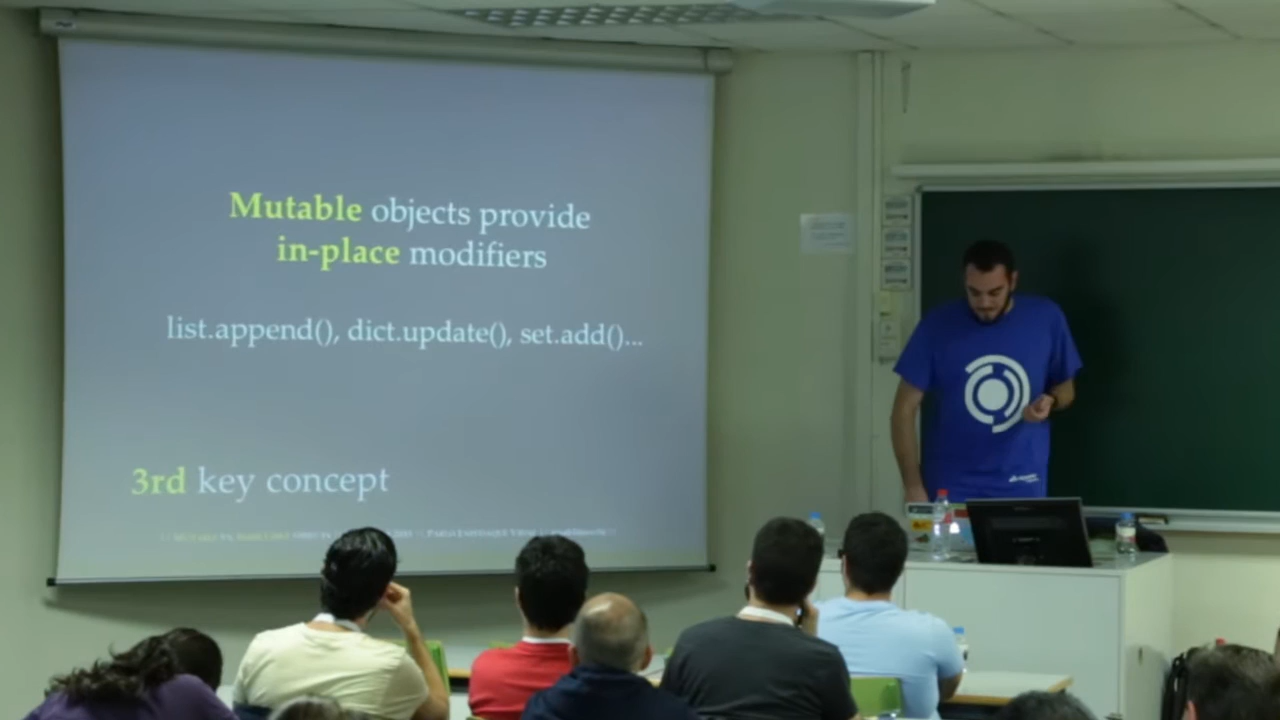 Mutable objects provide
in-place modifiers
list.append(), dict.update(), set.add()...
3rd key concept